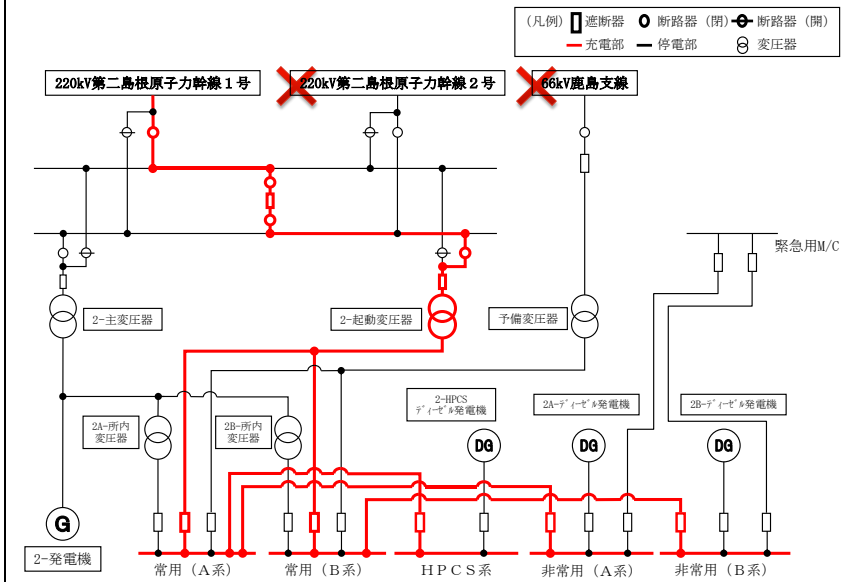 (凡例) 遮断器 断路器 (閉) 断路器 (開)
充電部 停電部 変圧器
220kV第二島根原子力幹線1号
220kV第二島根原子力幹線2号
66kV鹿島支線
緊急用M/C
2-主変圧器
2-起動変圧器
予備変圧器
2A-所内
変圧器
2B-所内
変圧器
2-HPCS
ディーゼル発電機
2A-ディーゼル発電機
2B-ディーゼル発電機
DG
DG
DG
G
2-発電機
常用 (A系)
常用 (B系)
HPCS系
非常用 (A系)
非常用 (B系)